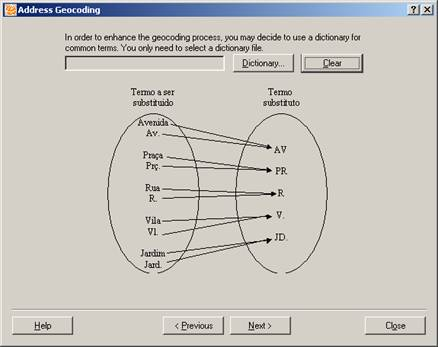 Address Geocoding
In order to enhance the geocoding process, you may decide to use a dictionary for
common terms. You only need to select a dictionary file.
Dictionary...
Clear
Termo a ser
substituido
Termo
substituto
Avenida
Av.
AV
Praça
Prç.
PR
Rua
R.
R
Vila
Vl.
V.
Jardim
Jard.
JD.
Help
< Previous
Next >
Close